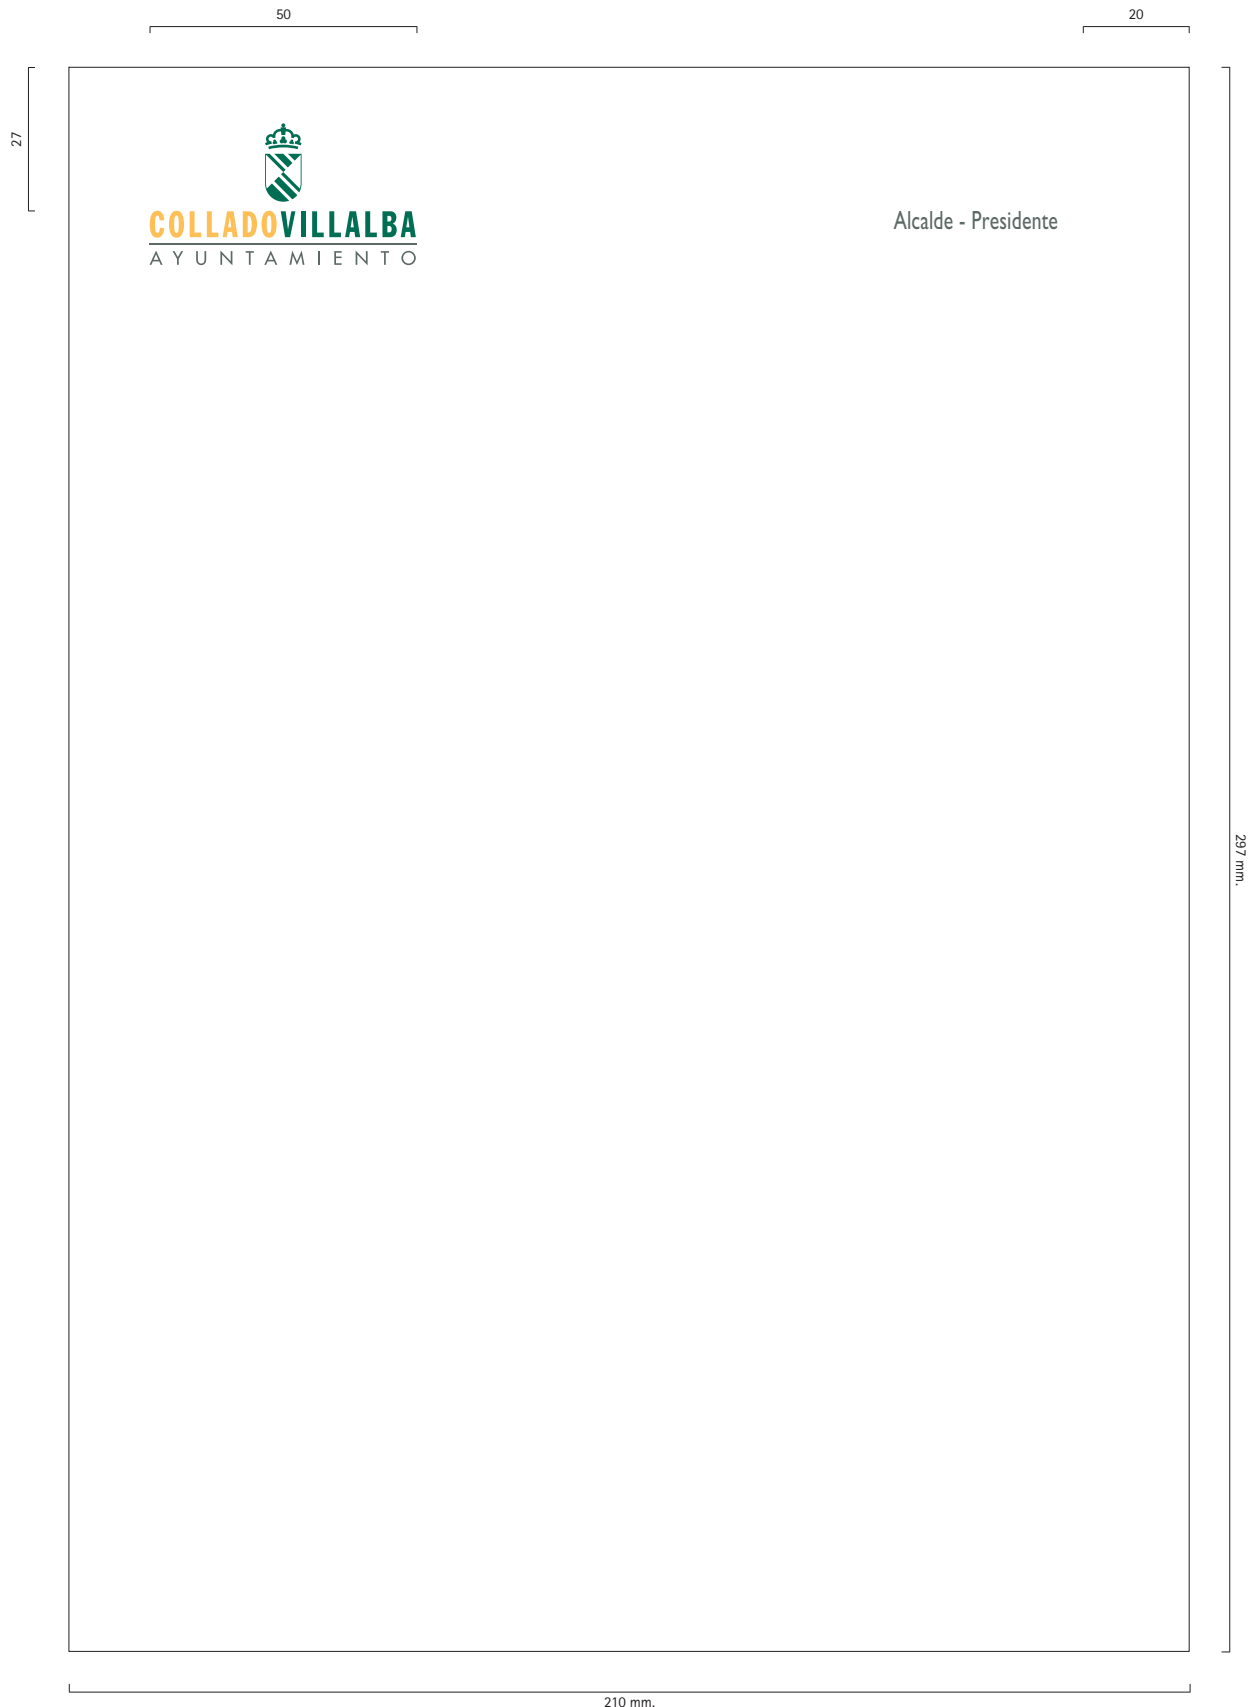 50
20
27
COLLADOVILLALBA
AYUNTAMIENTO
Alcalde - Presidente
297 mm.
210 mm.